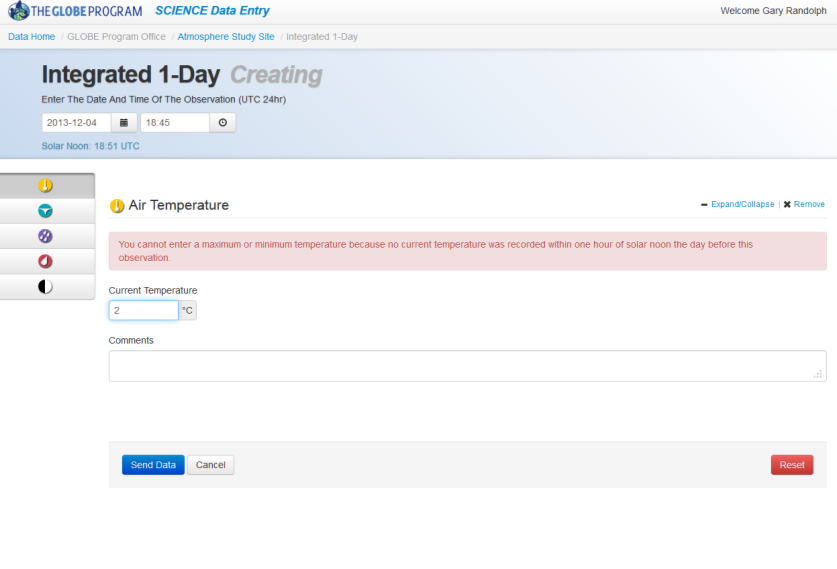 THE GLOBE PROGRAM SCIENCE Data Entry
Welcome Gary Randolph
Data Home / GLOBE Program Office / Atmosphere Study Site / Integrated 1-Day
Integrated 1-Day Creating
Enter The Date And Time Of The Observation (UTC 24hr)
2013-12-04 18:45
Solar Noon: 18:51 UTC
Air Temperature
Expand/Collapse | Remove
You cannot enter a maximum or minimum temperature because no current temperature was recorded within one hour of solar noon the day before this
observation.
Current Temperature
2 °C
Comments
Send Data Cancel Reset